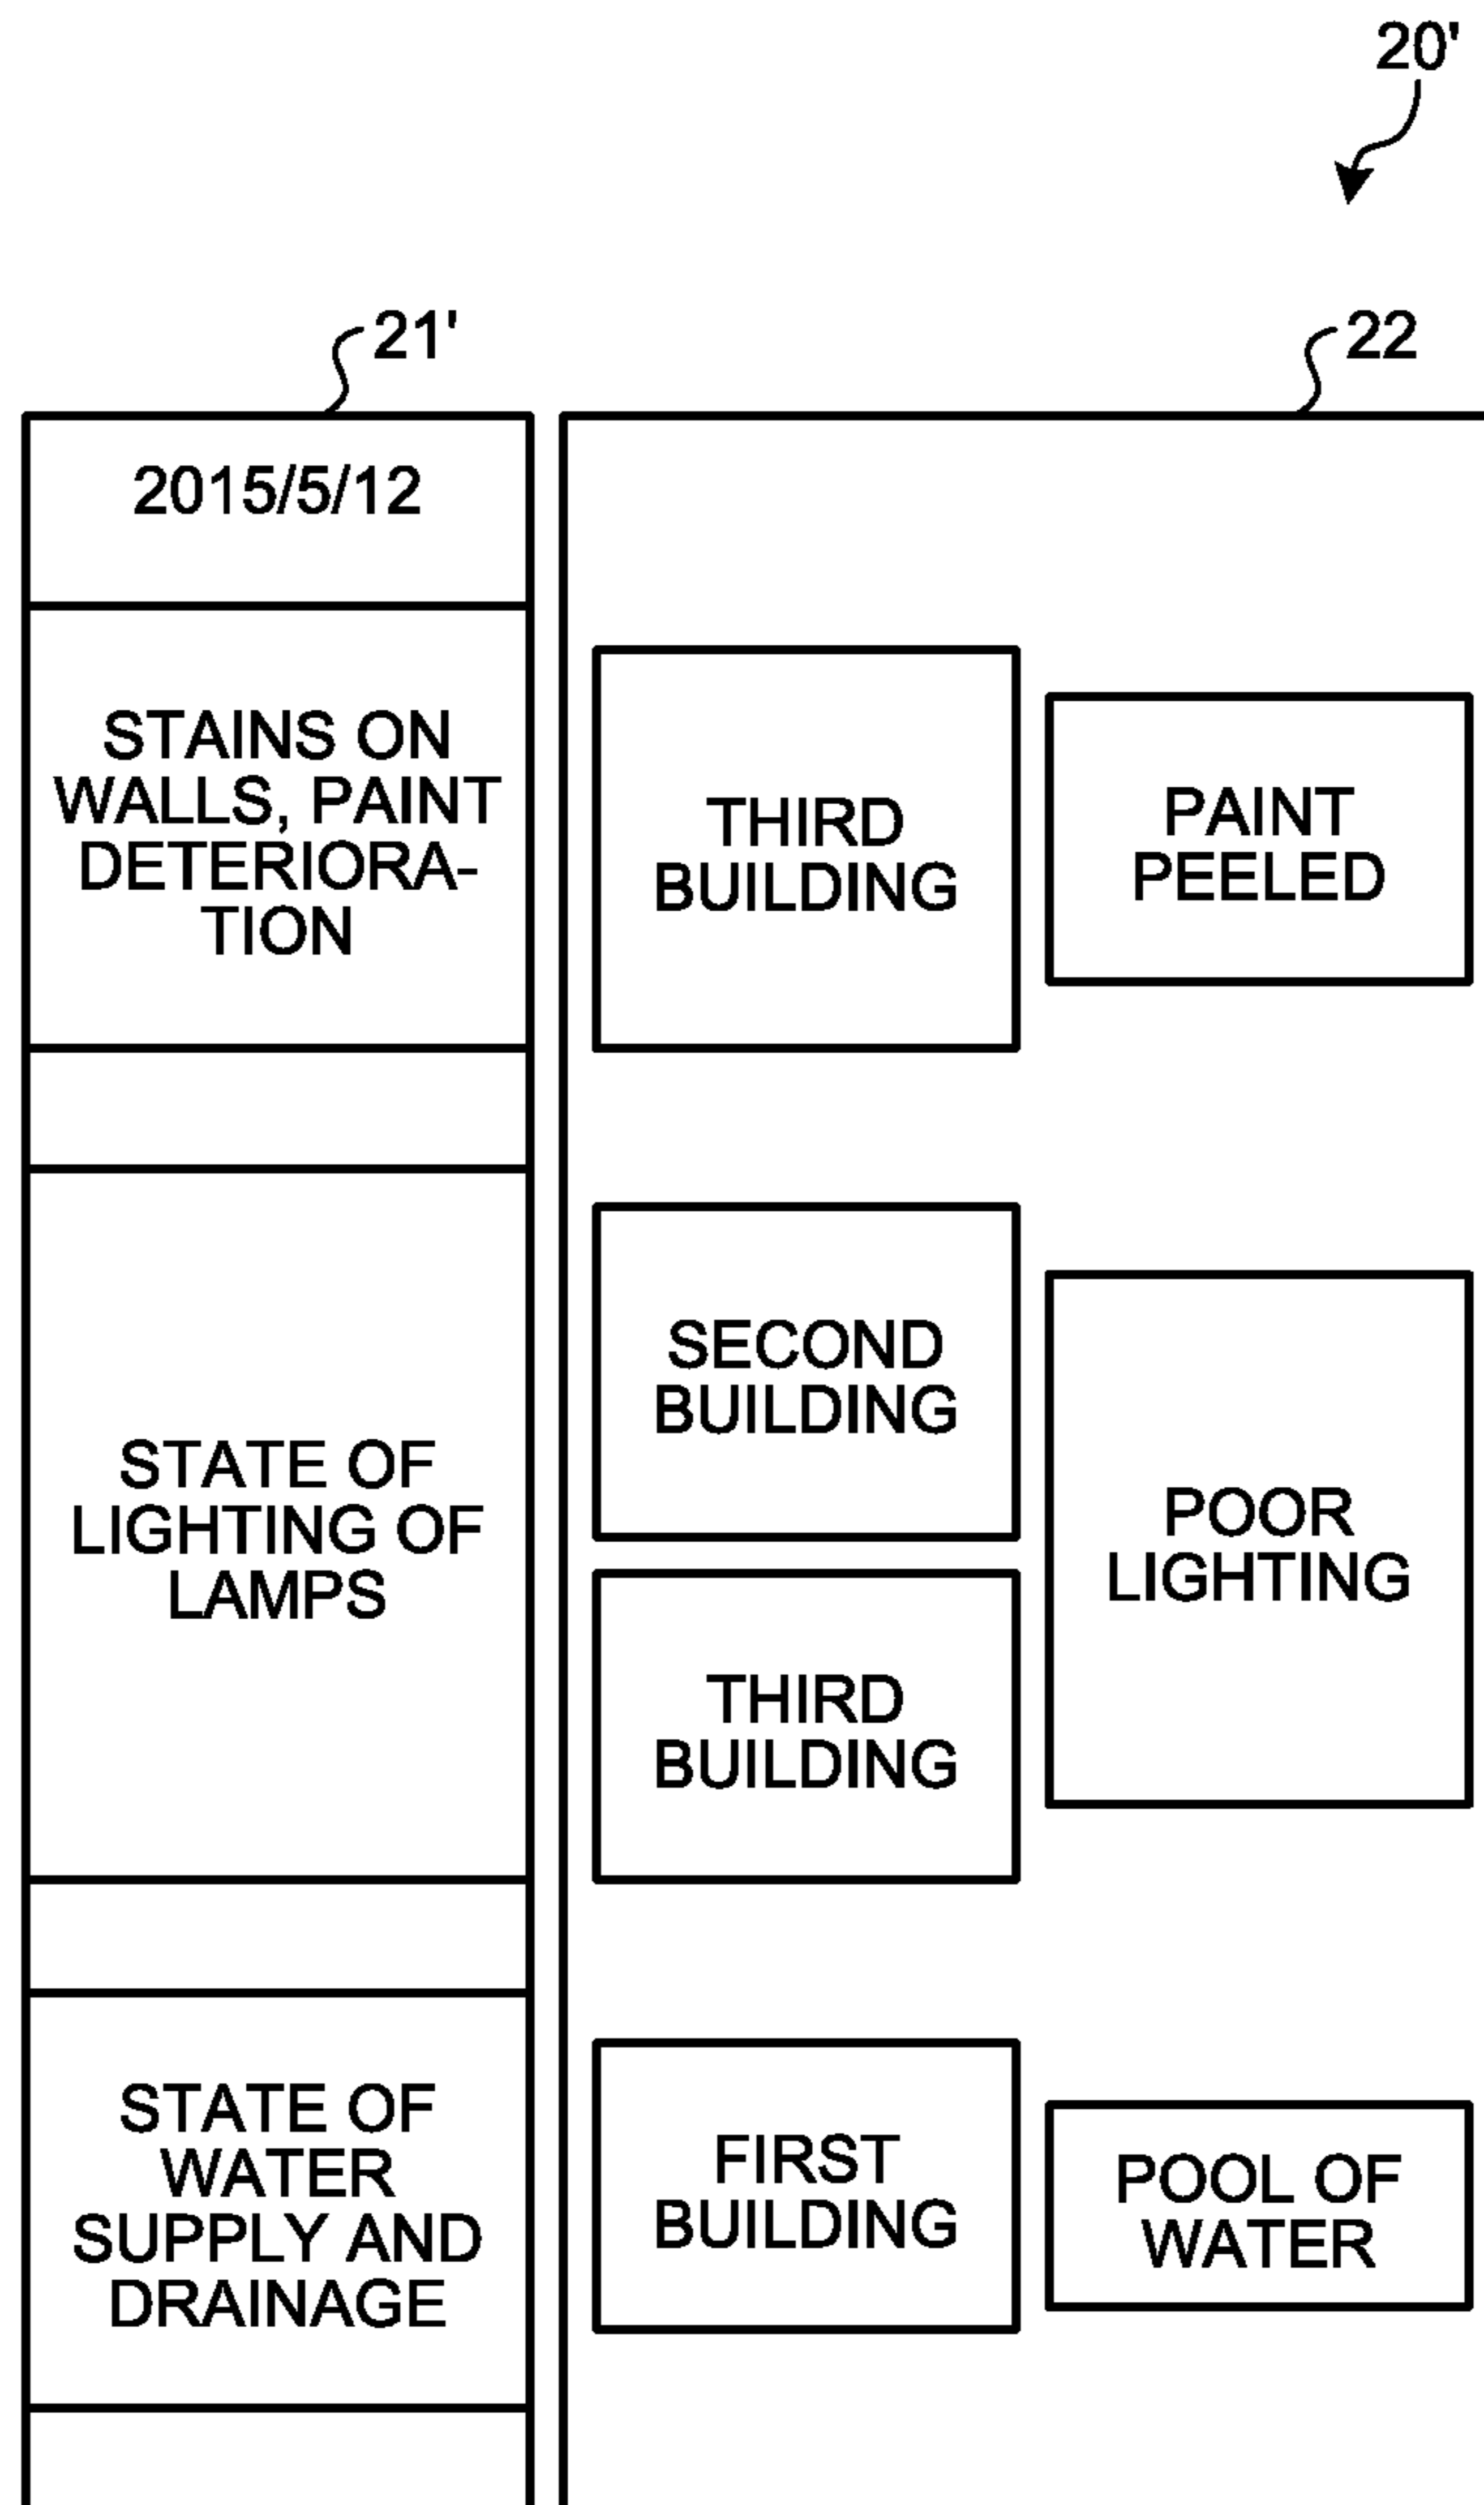 20'
21'
22
2015/5/12
STAINS ON
WALLS, PAINT
DETERIORA-
TION
THIRD
BUILDING
PAINT
PEELED
STATE OF
LIGHTING OF
LAMPS
SECOND
BUILDING
THIRD
BUILDING
POOR
LIGHTING
STATE OF
WATER
SUPPLY AND
DRAINAGE
FIRST
BUILDING
POOL OF
WATER